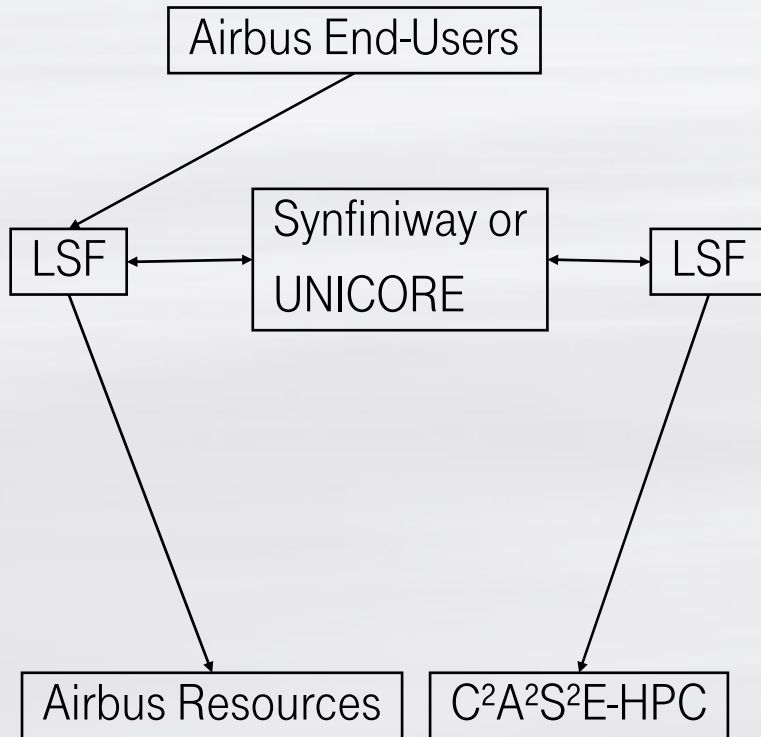 Airbus End-Users
LSF
Synfiniway or
UNICORE
LSF
Airbus Resources
C²A²S²E-HPC